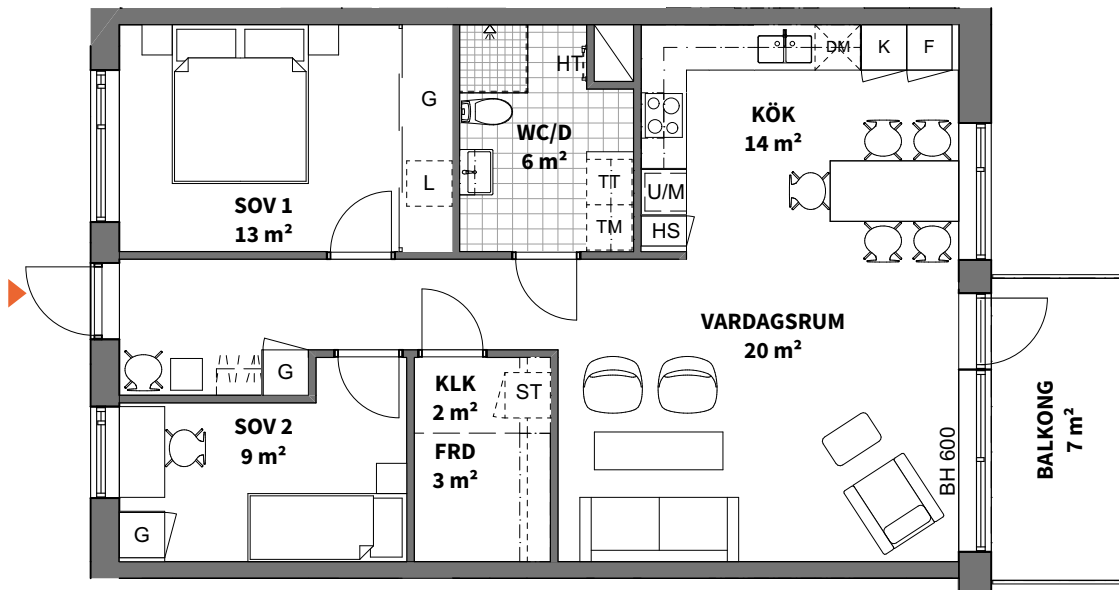 G
L
SOV 1
13 m²
HT
WC/D
6 m²
TT
TM
DM
K
F
KÖK
14 m²
U/M
HS
VARDAGSRUM
20 m²
G
SOV 2
9 m²
G
KLK
2 m²
ST
FRD
3 m²
BH 600
BALKONG
7 m²